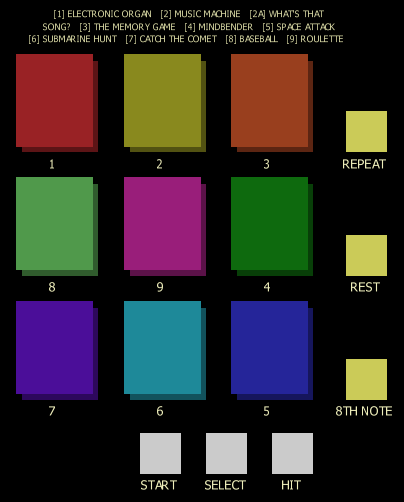 [1] ELECTRONIC ORGAN [2] MUSIC MACHINE [2A] WHAT'S THAT
SONG? [3] THE MEMORY GAME [4] MINDBENDER [5] SPACE ATTACK
[6] SUBMARINE HUNT [7] CATCH THE COMET [8] BASEBALL [9] ROULETTE
1 2 3 REPEAT
8 9 4 REST
7 6 5 8TH NOTE
START SELECT HIT